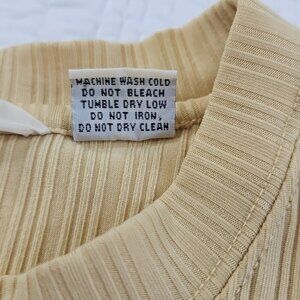 MACHINE WASH COLD
DO NOT BLEACH
TUMBLE DRY LOW
DO NOT IRON,
DO NOT DRY CLEAN